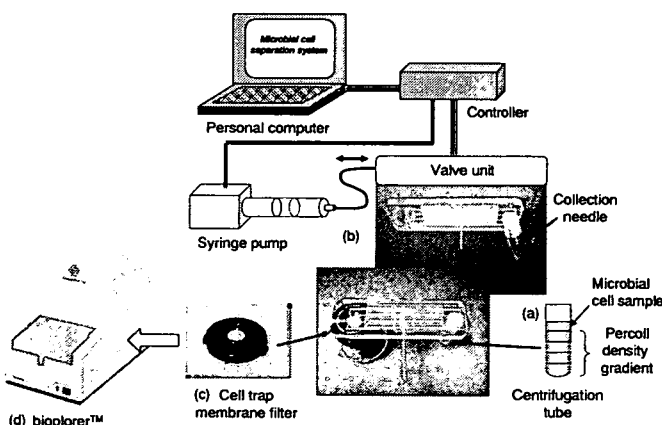 Microbial cell
separation system
Personal computer
Controller
Valve unit
Syringe pump
(b)
Collection
needle
(a)
Microbial
cell sample
Percoll
density
gradient
Centrifugation
tube
(c) Cell trap
membrane filter
(d) bioplorer™